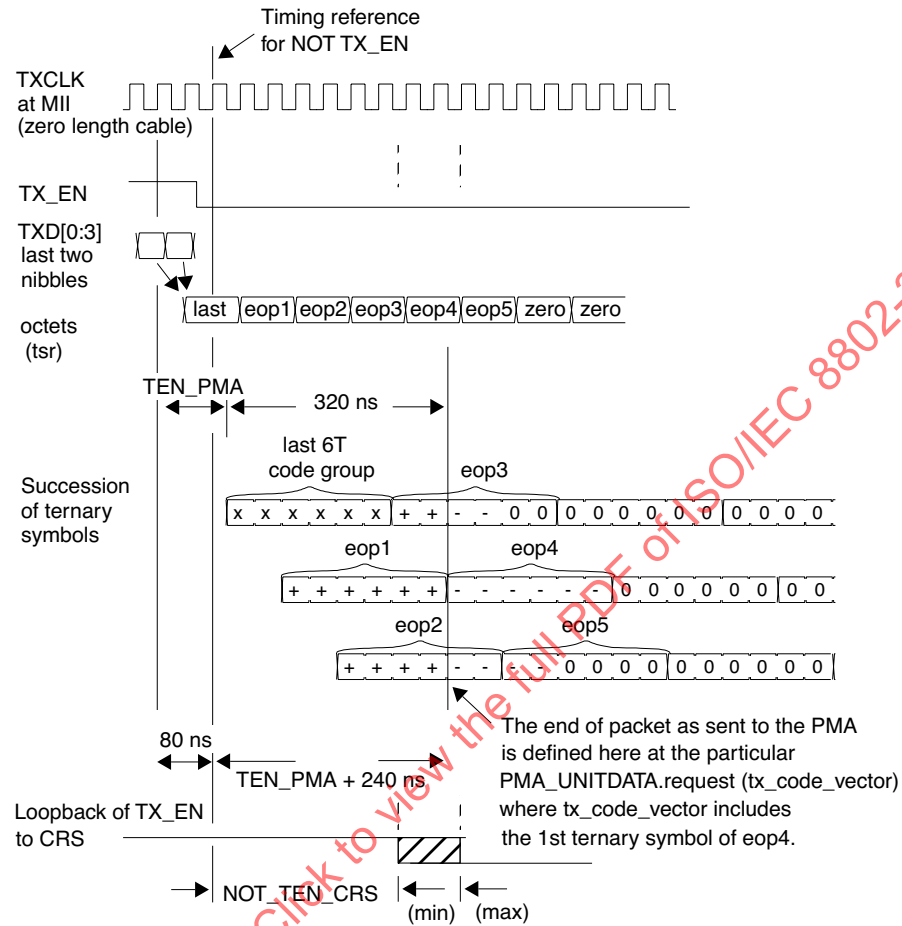 Timing reference
for NOT TX_EN
TXCLK
at MII
(zero length cable)
TX_EN
TXD[0:3]
last two
nibbles
octets
(tsr)
last eop1 eop2 eop3 eop4 eop5 zero zero
TEN_PMA
320 ns
last 6T
code group
eop3
Succession
of ternary
symbols
x x x x x x + + - - 0 0 0 0 0 0 0 0 0 0 0 0
eop1
eop4
+ + + + + + - - - - - - 0 0 0 0 0 0 0 0
eop2
eop5
+ + + + - - - - 0 0 0 0 0 0 0 0 0 0
The end of packet as sent to the PMA
is defined here at the particular
PMA_UNITDATA.request (tx_code_vector)
where tx_code_vector includes
the 1st ternary symbol of eop4.
80 ns
TEN_PMA + 240 ns
Loopback of TX_EN
to CRS
NOT_TEN_CRS
(min)
(max)
Click to view the full PDF of ISO/IEC 8802-